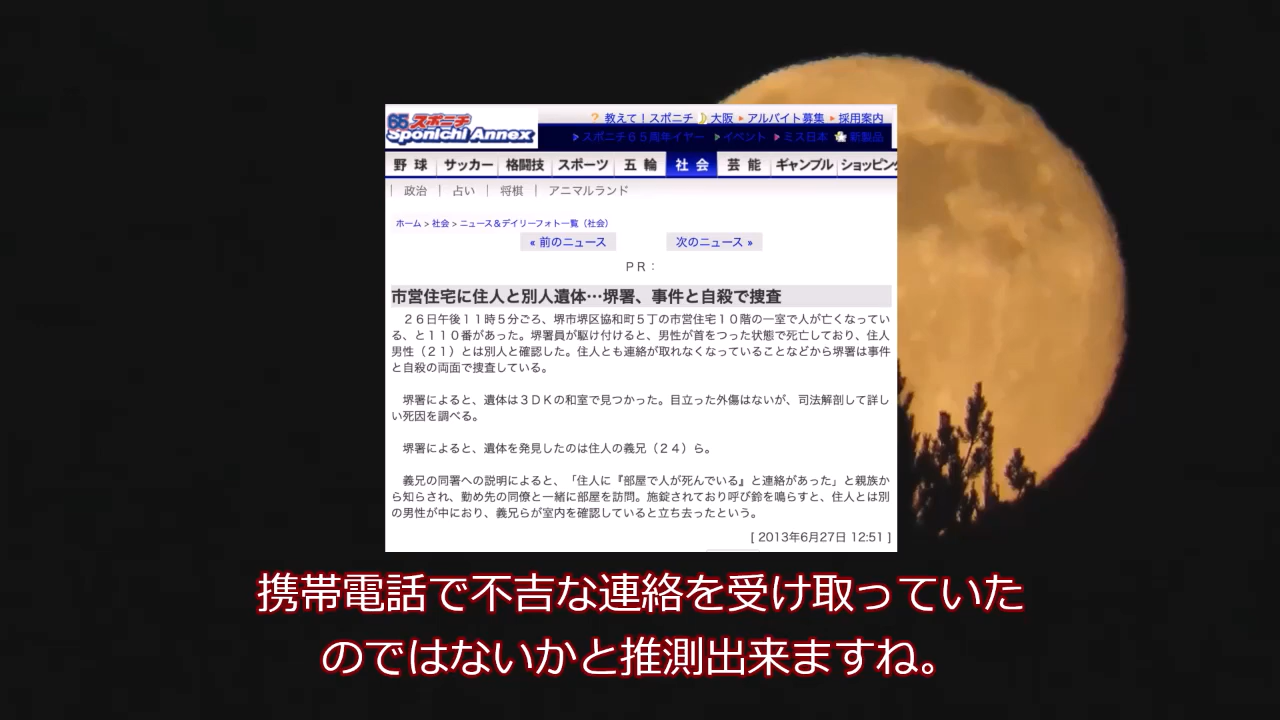 65 スポニチ
Sponichi Annex
? 教えて！スポニチ 大阪 アルバイト募集 採用案内
スポニチ６５周年イヤー イベント ミス日本 新製品
野 球 サッカー 格闘技 スポーツ 五 輪 社 会 芸 能 ギャンブル ショッピン
｜ 政治 ｜ 占い ｜ 将棋 ｜ アニマルランド
ホーム > 社会 > ニュース＆デイリーフォト一覧（社会）
« 前のニュース 次のニュース »
ＰＲ：
市営住宅に住人と別人遺体…堺署、事件と自殺で捜査
２６日午後１１時５分ごろ、堺市堺区協和町５丁の市営住宅１０階の一室で人が亡くなってい
る、と１１０番があった。堺署員が駆け付けると、男性が首をつった状態で死亡しており、住人
男性（２１）とは別人と確認した。住人とも連絡が取れなくなっていることなどから堺署は事件
と自殺の両面で捜査している。
堺署によると、遺体は３ＤＫの和室で見つかった。目立った外傷はないが、司法解剖して詳し
い死因を調べる。
堺署によると、遺体を発見したのは住人の義兄（２４）ら。
義兄の同署への説明によると、「住人に『部屋で人が死んでいる』と連絡があった」と親族か
ら知らされ、勤め先の同僚と一緒に部屋を訪問。施錠されており呼び鈴を鳴らすと、住人とは別
の男性が中におり、義兄らが室内を確認していると立ち去ったという。
[ 2013年6月27日 12:51 ]
携帯電話で不吉な連絡を受け取っていた
のではないかと推測出来ますね。